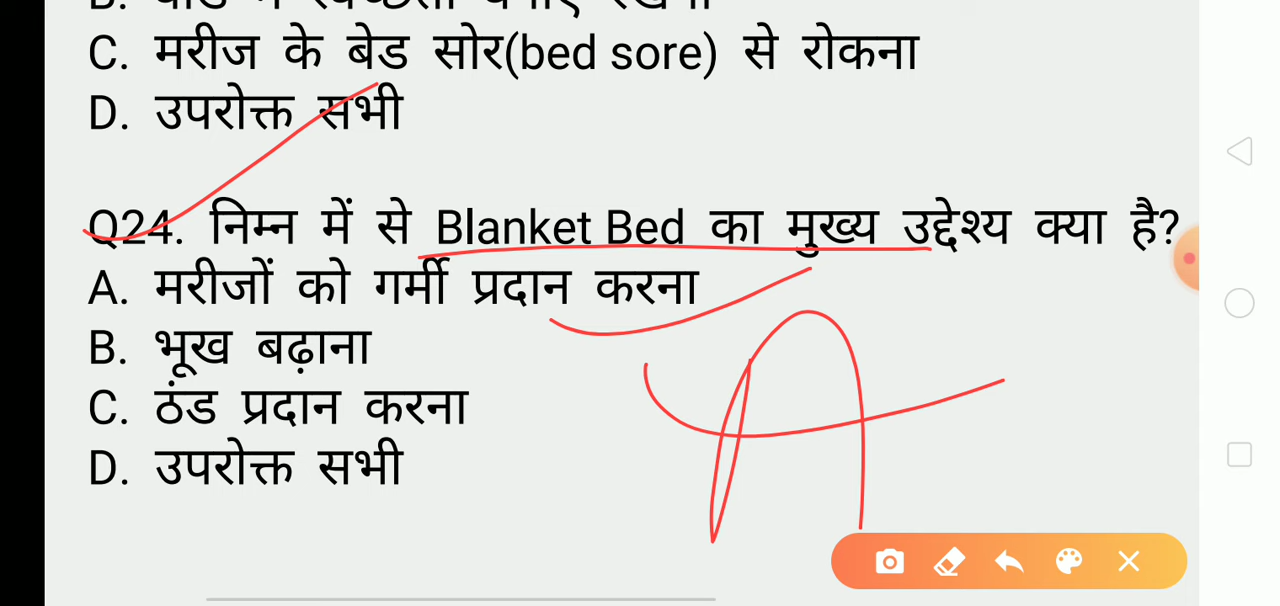 C. मरीज के बेड सोर(bed sore) से रोकना
D. उपरोक्त सभी
Q24. निम्न में से Blanket Bed का मुख्य उद्देश्य क्या है?
A. मरीजों को गर्मी प्रदान करना
B. भूख बढ़ाना
C. ठंड प्रदान करना
D. उपरोक्त सभी
A